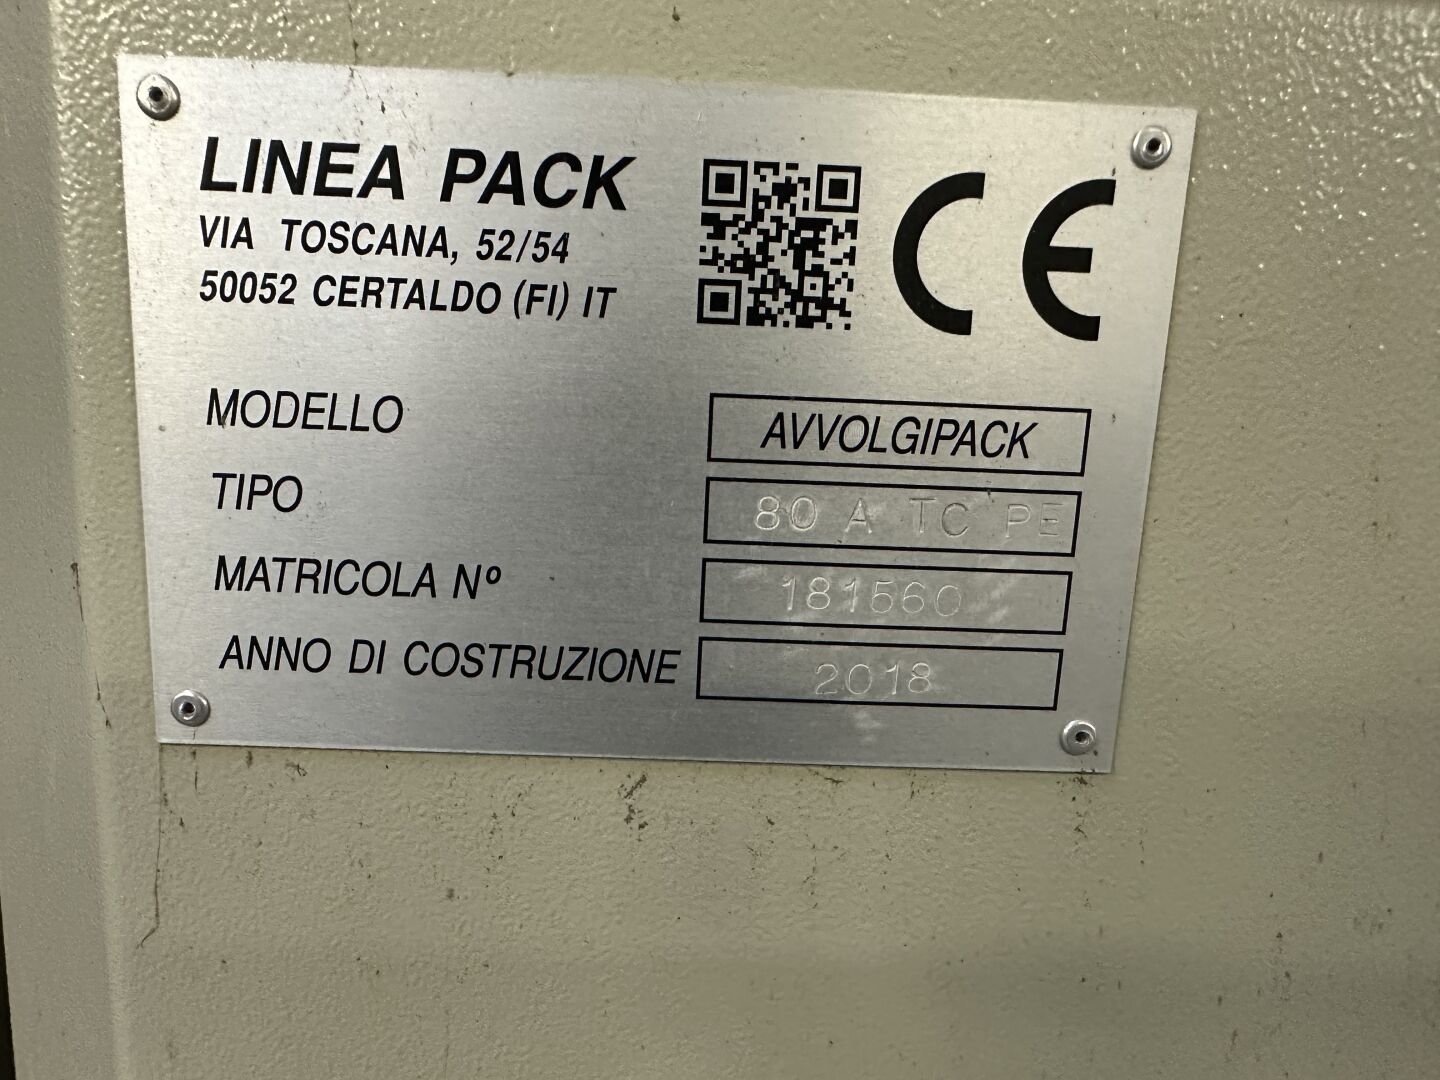 LINEA PACK
VIA TOSCANA, 52/54
50052 CERTALDO (FI) IT
CE
MODELLO AVVOLGIPACK
TIPO 80 A TC PE
MATRICOLA Nº 181560
ANNO DI COSTRUZIONE 2018